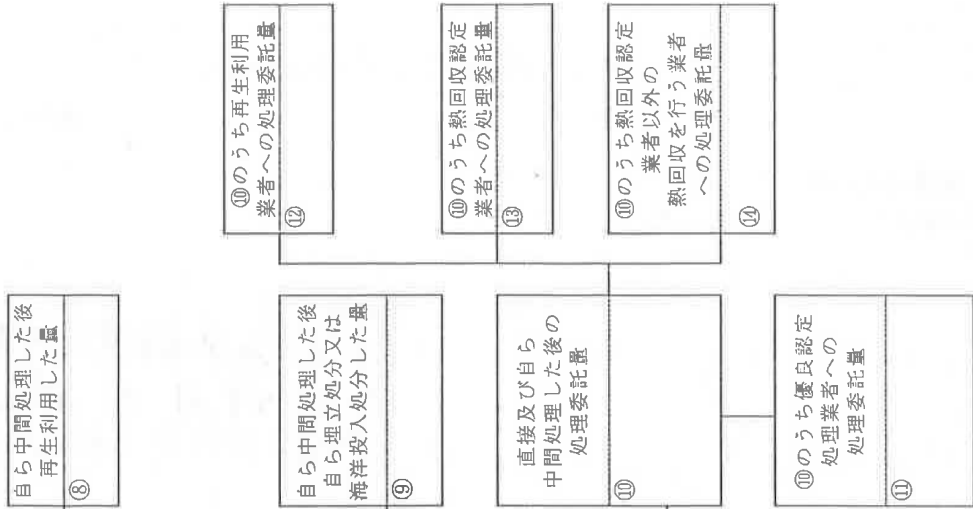 自ら中間処理した後
再生利用した量
⑧
自ら中間処理した後
自ら埋立処分又は
海洋投入処分した量
⑨
直接及び自ら
中間処理した後の
処理委託量
⑩
⑩のうち優良認定
処理業者への
処理委託量
⑪
⑩のうち再生利用
業者への処理委託量
⑫
⑩のうち熱回収認定
業者への処理委託量
⑬
⑩のうち熱回収認定
業者以外の
熱回収を行う業者
への処理委託量
⑭